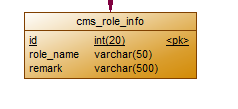 cms_role_info
id int(20) <pk>
role_name varchar(50)
remark varchar(500)